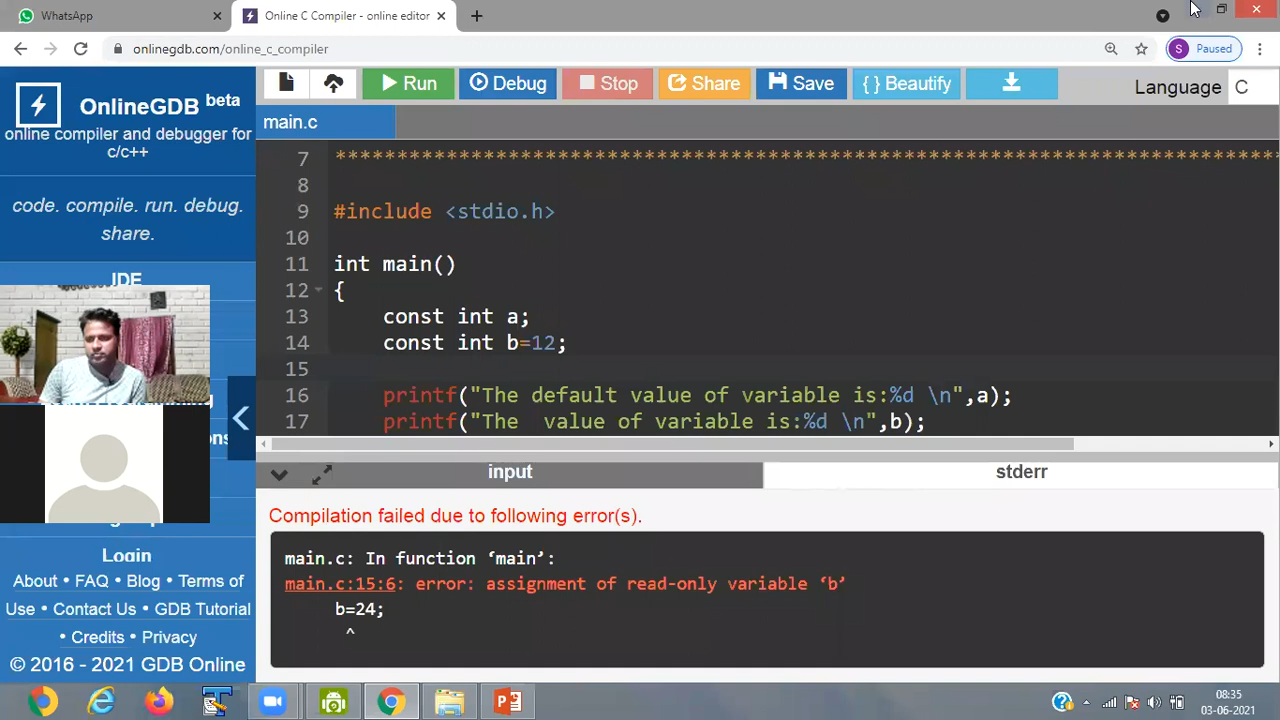 WhatsApp
Online C Compiler - online editor
onlinegdb.com/online_c_compiler
S Paused
OnlineGDB beta
online compiler and debugger for
c/c++
code. compile. run. debug.
share.
IDE
Run
Debug
Stop
Share
Save
{ } Beautify
Language C
main.c
7 ******************************************************************************
8
9 #include <stdio.h>
10
11 int main()
12 {
13 const int a;
14 const int b=12;
15
16 printf("The default value of variable is:%d \n",a);
17 printf("The  value of variable is:%d \n",b);
input
stderr
Compilation failed due to following error(s).
main.c: In function ‘main’:
main.c:15:6: error: assignment of read-only variable ‘b’
b=24;
^
Login
About • FAQ • Blog • Terms of
Use • Contact Us • GDB Tutorial
• Credits • Privacy
© 2016 - 2021 GDB Online
08:35
03-06-2021